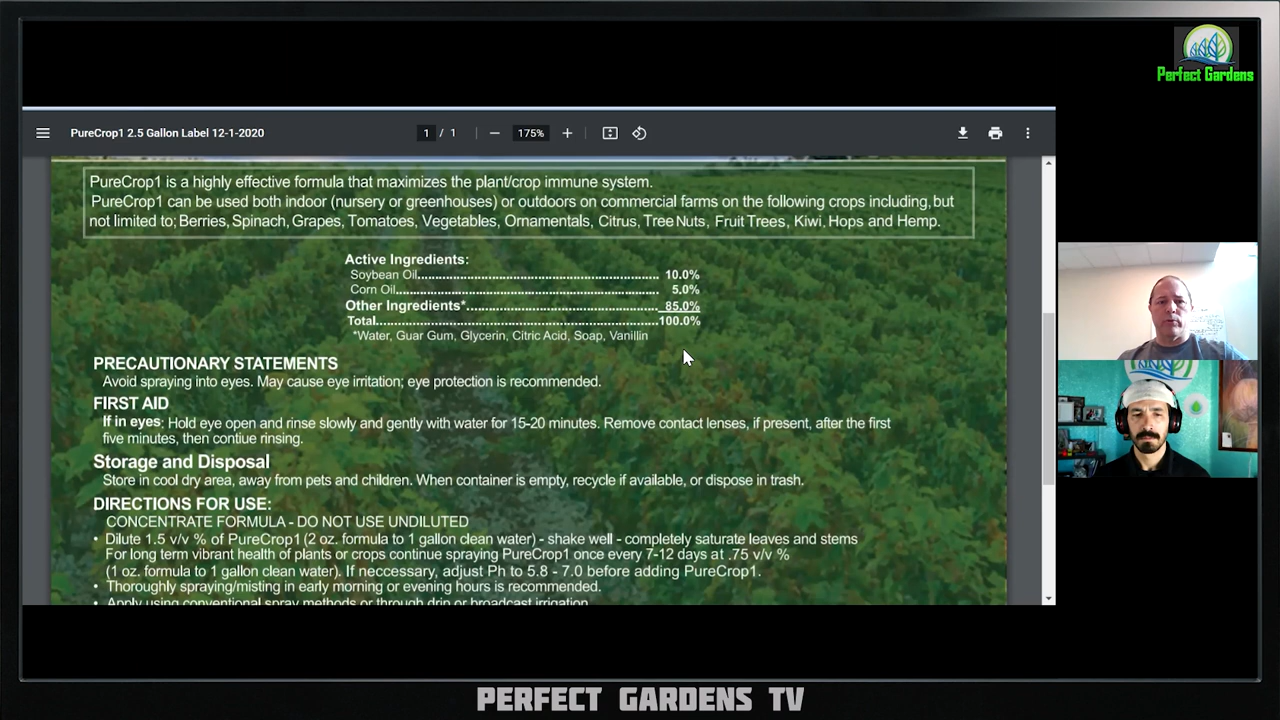 Perfect Gardens
PureCrop1 2.5 Gallon Label 12-1-2020
1 / 1
175%
PureCrop1 is a highly effective formula that maximizes the plant/crop immune system.
PureCrop1 can be used both indoor (nursery or greenhouses) or outdoors on commercial farms on the following crops including, but
not limited to; Berries, Spinach, Grapes, Tomatoes, Vegetables, Ornamentals, Citrus, Tree Nuts, Fruit Trees, Kiwi, Hops and Hemp.
Active Ingredients:
Soybean Oil.......................................................... 10.0%
Corn Oil............................................................... 5.0%
Other Ingredients*.............................................. 85.0%
Total....................................................................100.0%
*Water, Guar Gum, Glycerin, Citric Acid, Soap, Vanillin
PRECAUTIONARY STATEMENTS
Avoid spraying into eyes. May cause eye irritation; eye protection is recommended.
FIRST AID
If in eyes: Hold eye open and rinse slowly and gently with water for 15-20 minutes. Remove contact lenses, if present, after the first
five minutes, then contiue rinsing.
Storage and Disposal
Store in cool dry area, away from pets and children. When container is empty, recycle if available, or dispose in trash.
DIRECTIONS FOR USE:
CONCENTRATE FORMULA - DO NOT USE UNDILUTED
• Dilute 1.5 v/v % of PureCrop1 (2 oz. formula to 1 gallon clean water) - shake well - completely saturate leaves and stems
For long term vibrant health of plants or crops continue spraying PureCrop1 once every 7-12 days at .75 v/v %
(1 oz. formula to 1 gallon clean water). If neccessary, adjust Ph to 5.8 - 7.0 before adding PureCrop1.
• Thoroughly spraying/misting in early morning or evening hours is recommended.
• Apply using conventional spray methods or through drip or broadcast irrigation
PERFECT GARDENS TV